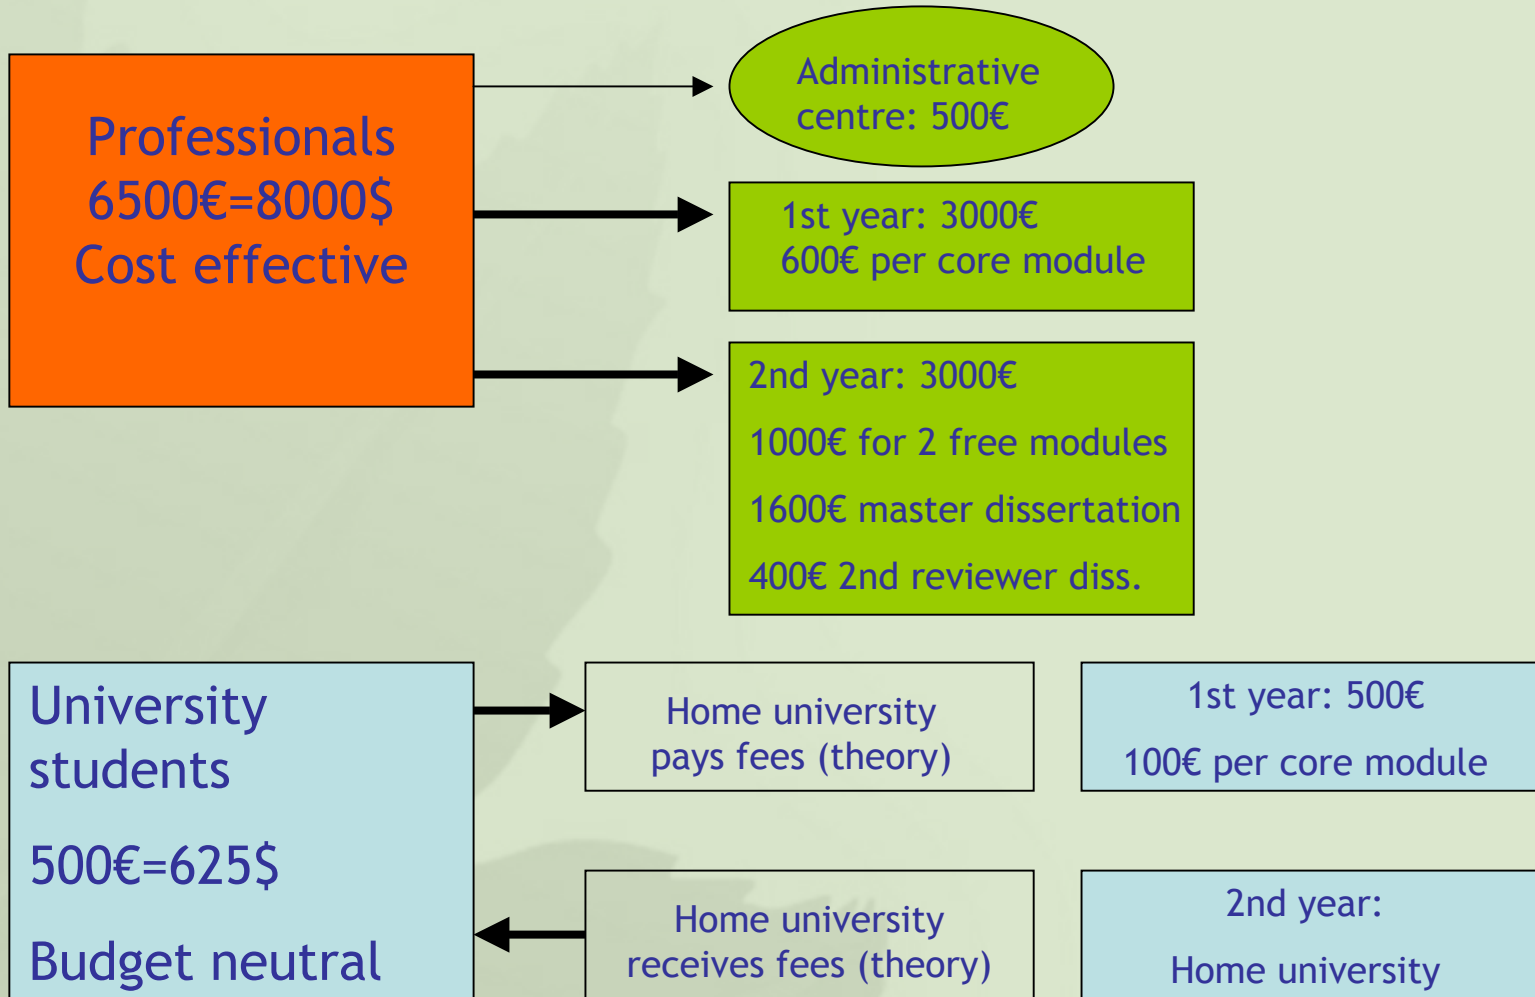 Professionals
6500€=8000$
Cost effective
Administrative
centre: 500€
1st year: 3000€
600€ per core module
2nd year: 3000€
1000€ for 2 free modules
1600€ master dissertation
400€ 2nd reviewer diss.
University
students
500€=625$
Budget neutral
Home university
pays fees (theory)
1st year: 500€
100€ per core module
Home university
receives fees (theory)
2nd year:
Home university